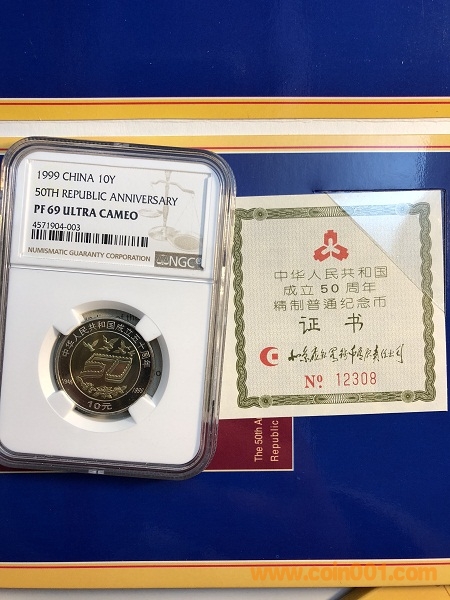 1999 CHINA 10Y
50TH REPUBLIC ANNIVERSARY
PF 69 ULTRA CAMEO
4571904-003
NUMISMATIC GUARANTY CORPORATION
NGC
中华人民共和国成立五十周年
1949
1999
50
10元
中华人民共和国
成立50周年
精制普通纪念币
证书
№ 12308
The 50th A
Republic
www.coin001.com